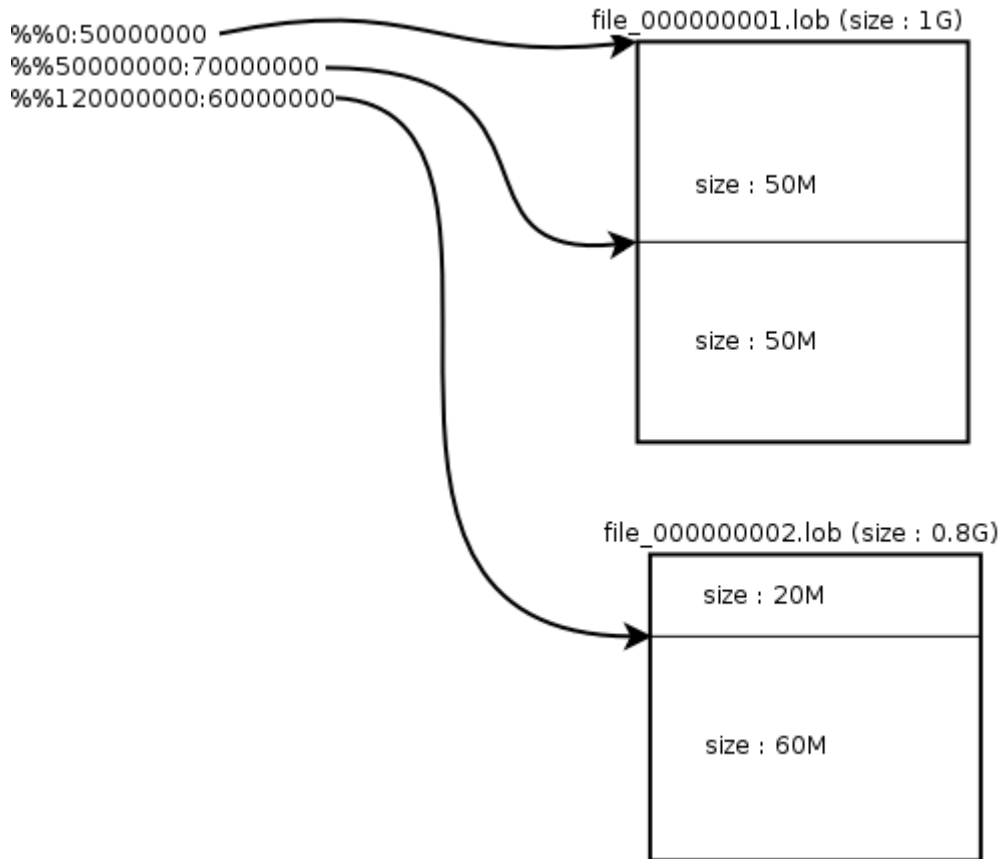 %%0:50000000
%%50000000:70000000
%%120000000:60000000
file_000000001.lob (size : 1G)
size : 50M
size : 50M
file_000000002.lob (size : 0.8G)
size : 20M
size : 60M